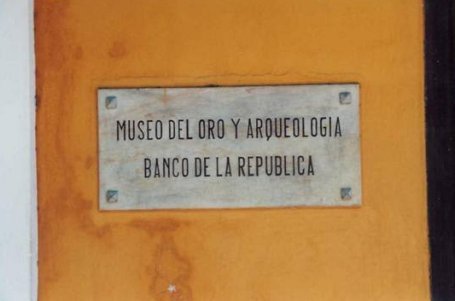 MUSEO DEL ORO Y ARQUEOLOGIA
BANCO DE LA REPUBLICA